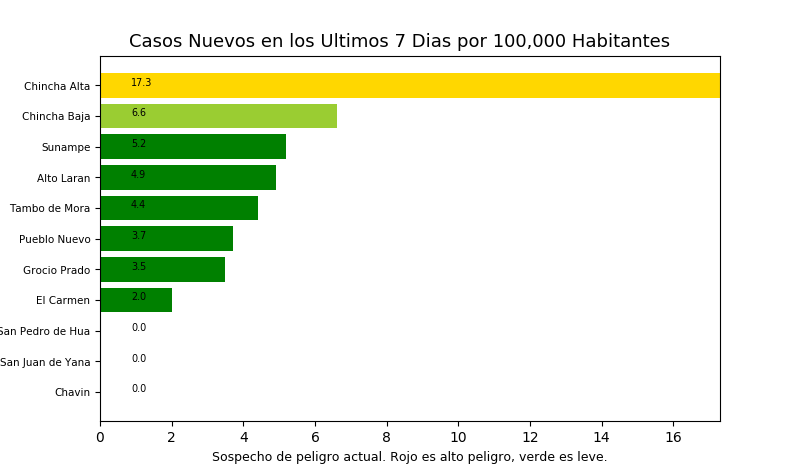 Casos Nuevos en los Ultimos 7 Dias por 100,000 Habitantes
Chincha Alta 17.3
Chincha Baja 6.6
Sunampe 5.2
Alto Laran 4.9
Tambo de Mora 4.4
Pueblo Nuevo 3.7
Grocio Prado 3.5
El Carmen 2.0
San Pedro de Hua 0.0
San Juan de Yana 0.0
Chavin 0.0
0 2 4 6 8 10 12 14 16
Sospecho de peligro actual. Rojo es alto peligro, verde es leve.